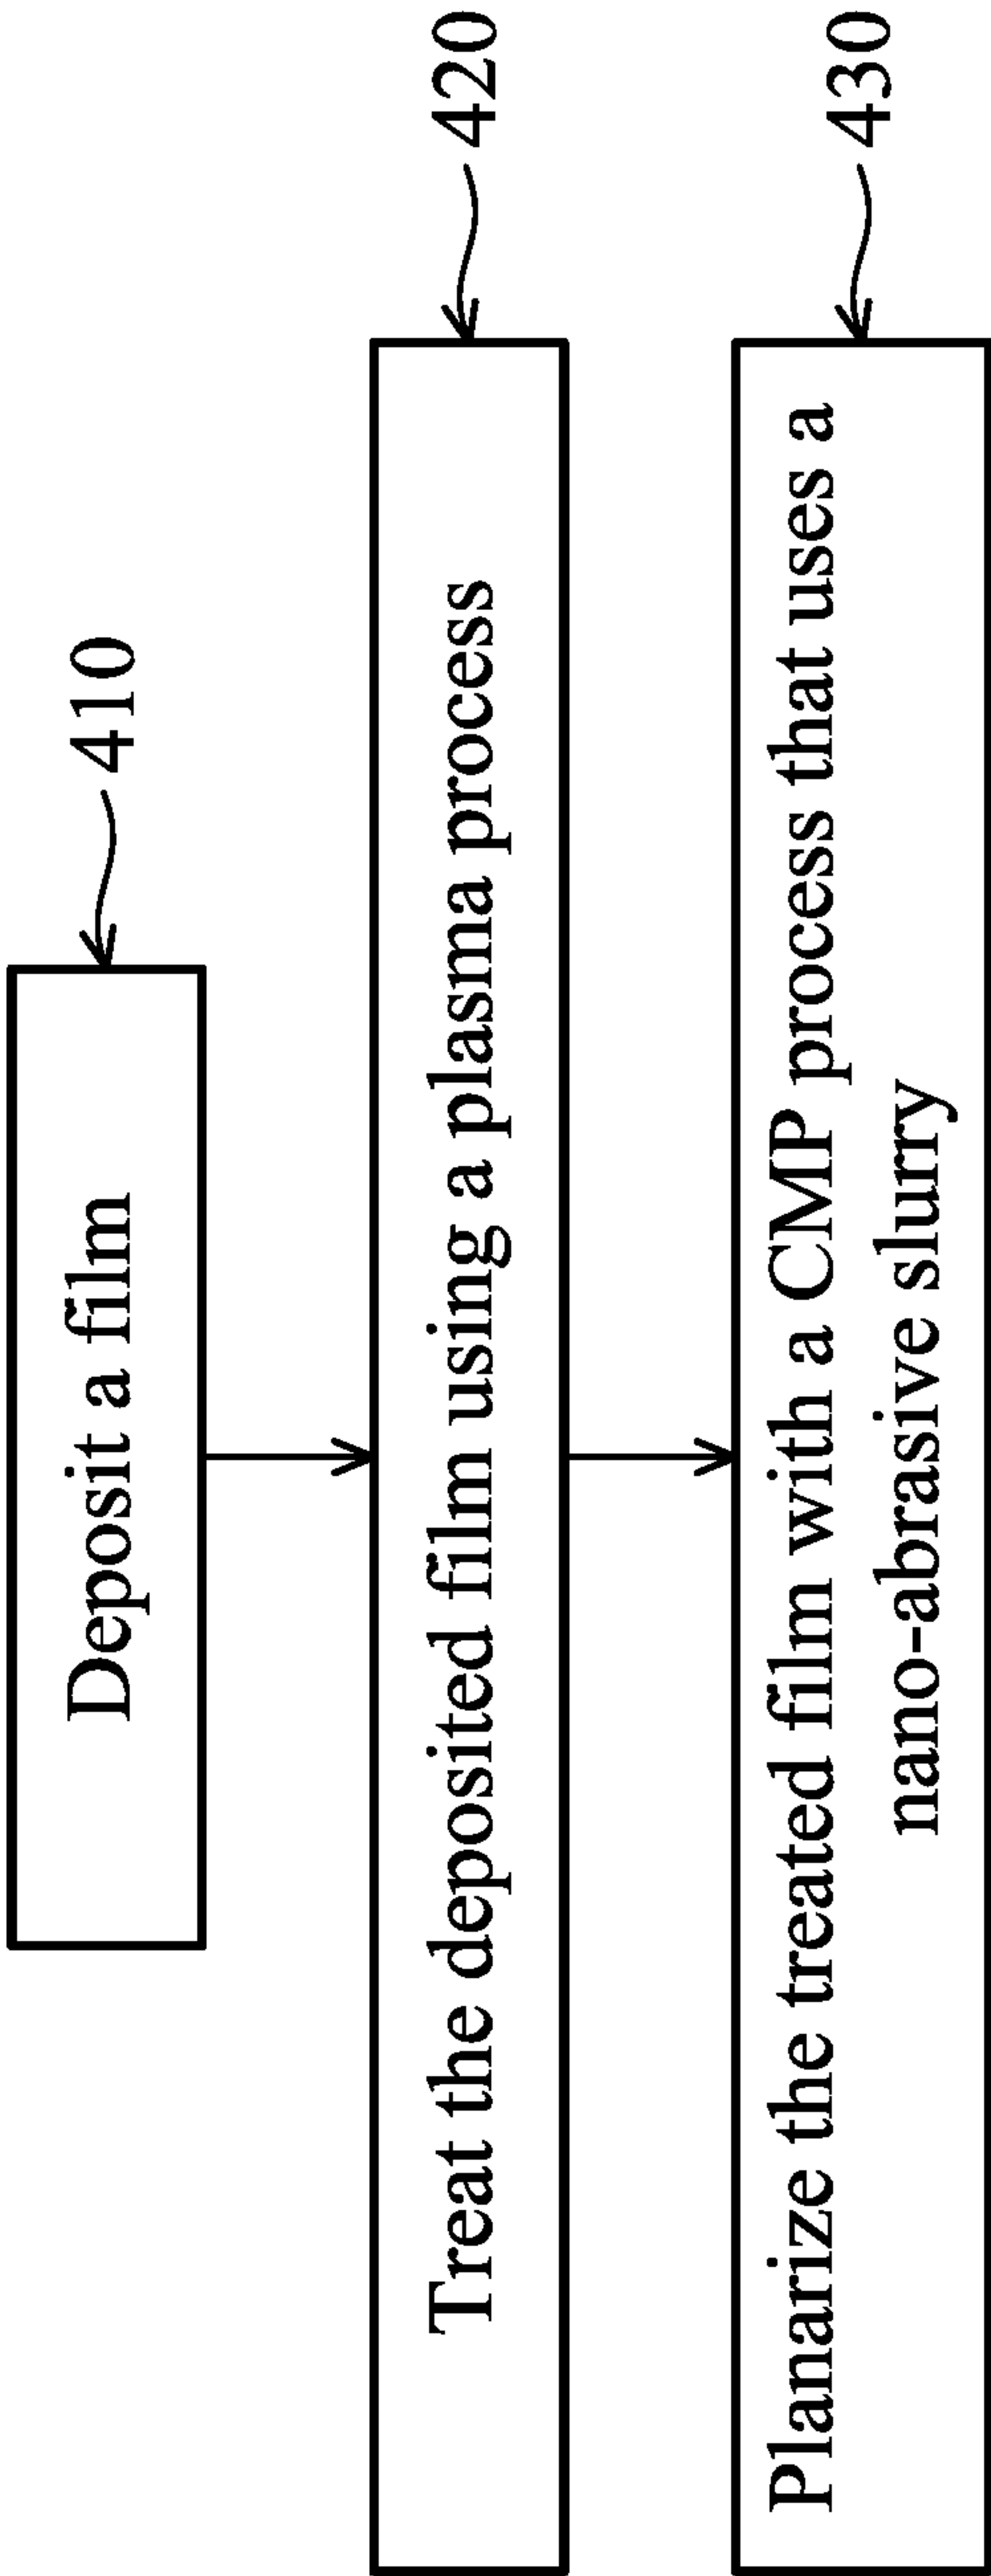 Deposit a film
410
Treat the deposited film using a plasma process
420
Planarize the treated film with a CMP process that uses a
nano-abrasive slurry
430